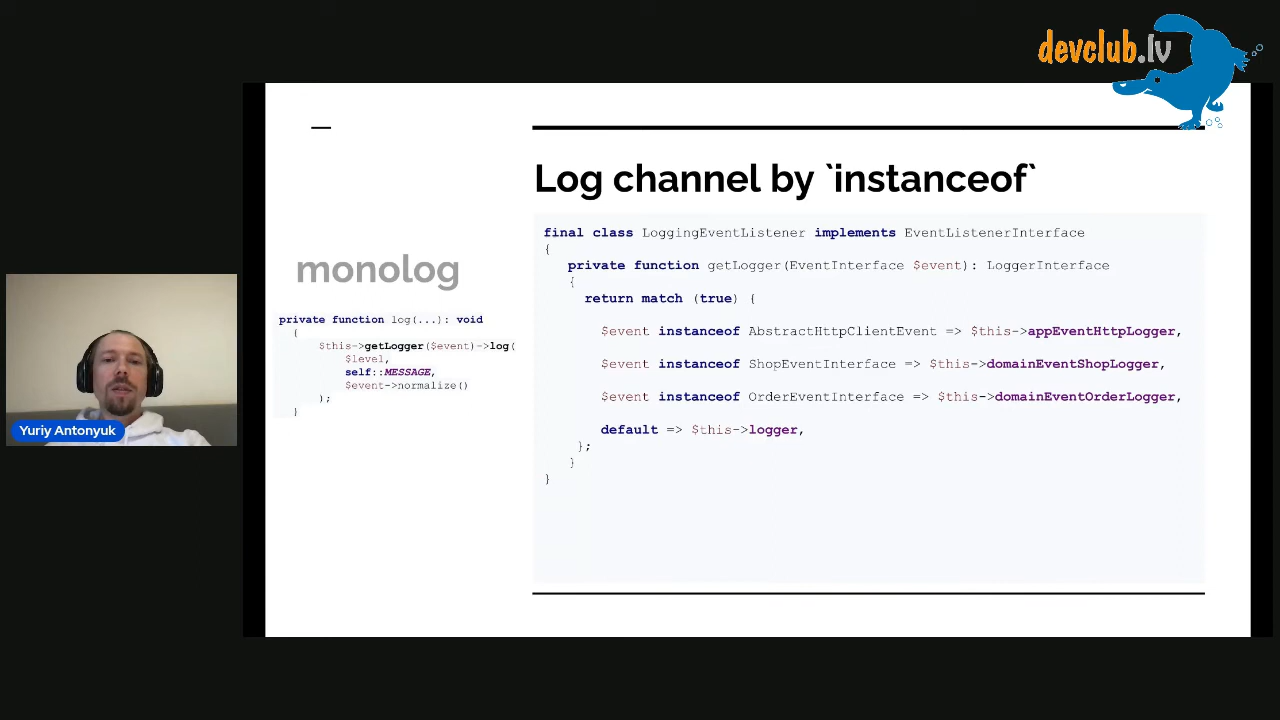 devclub.lv
Log channel by `instanceof`
monolog
private function log(...): void
{
$this->getLogger($event)->log(
$level,
self::MESSAGE,
$event->normalize()
);
}
final class LoggingEventListener implements EventListenerInterface
{
private function getLogger(EventInterface $event): LoggerInterface
{
return match (true) {
$event instanceof AbstractHttpClientEvent => $this->appEventHttpLogger,
$event instanceof ShopEventInterface => $this->domainEventShopLogger,
$event instanceof OrderEventInterface => $this->domainEventOrderLogger,
default => $this->logger,
};
}
}
Yuriy Antonyuk